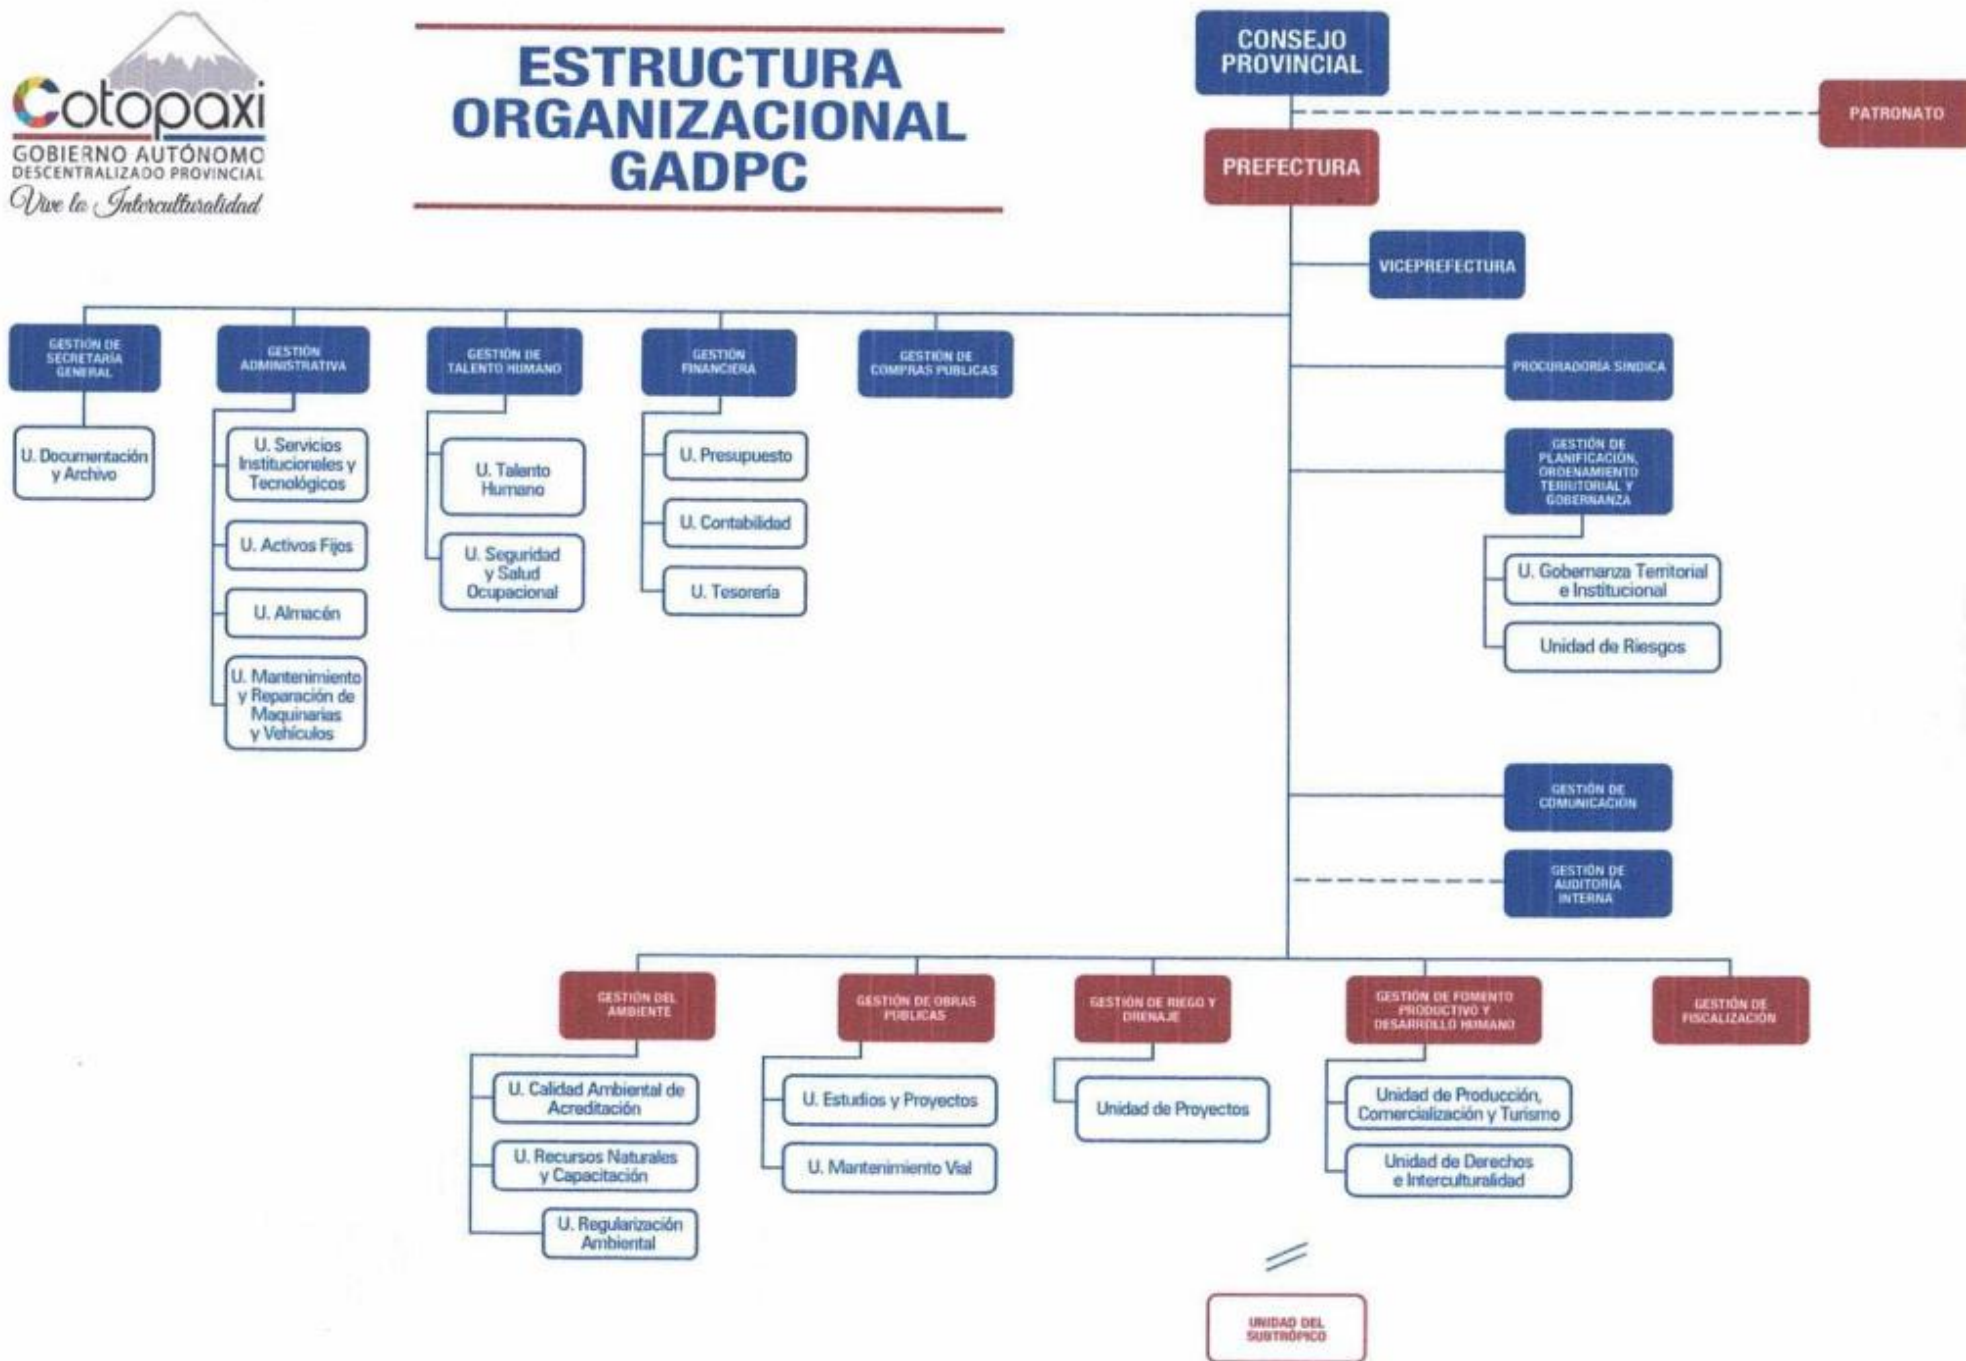 Cotopaxi
GOBIERNO AUTÓNOMO
DESCENTRALIZADO PROVINCIAL
Vive la Interculturalidad
ESTRUCTURA
ORGANIZACIONAL
GADPC
CONSEJO
PROVINCIAL
PATRONATO
PREFECTURA
VICEPREFECTURA
GESTIÓN DE
SECRETARÍA
GENERAL
GESTIÓN
ADMINISTRATIVA
GESTIÓN DE
TALENTO HUMANO
GESTIÓN
FINANCIERA
GESTIÓN DE
COMPRAS PÚBLICAS
PROCURADORÍA SÍNDICA
U. Documentación
y Archivo
U. Servicios
Institucionales y
Tecnológicos
U. Activos Fijos
U. Almacén
U. Mantenimiento
y Reparación de
Maquinarias
y Vehículos
U. Talento
Humano
U. Seguridad
y Salud
Ocupacional
U. Presupuesto
U. Contabilidad
U. Tesorería
GESTIÓN DE
PLANIFICACIÓN,
ORDENAMIENTO
TERRITORIAL Y
GOBERNANZA
U. Gobernanza Territorial
e Institucional
Unidad de Riesgos
GESTIÓN DE
COMUNICACIÓN
GESTIÓN DE
AUDITORÍA
INTERNA
GESTIÓN DEL
AMBIENTE
GESTIÓN DE OBRAS
PÚBLICAS
GESTIÓN DE RIEGO Y
DRENAJE
GESTIÓN DE FOMENTO
PRODUCTIVO Y
DESARROLLO HUMANO
GESTIÓN DE
FISCALIZACIÓN
U. Calidad Ambiental de
Acreditación
U. Recursos Naturales
y Capacitación
U. Regularización
Ambiental
U. Estudios y Proyectos
U. Mantenimiento Vial
Unidad de Proyectos
Unidad de Producción,
Comercialización y Turismo
Unidad de Derechos
e Interculturalidad
UNIDAD DEL
SUBTRÓPICO